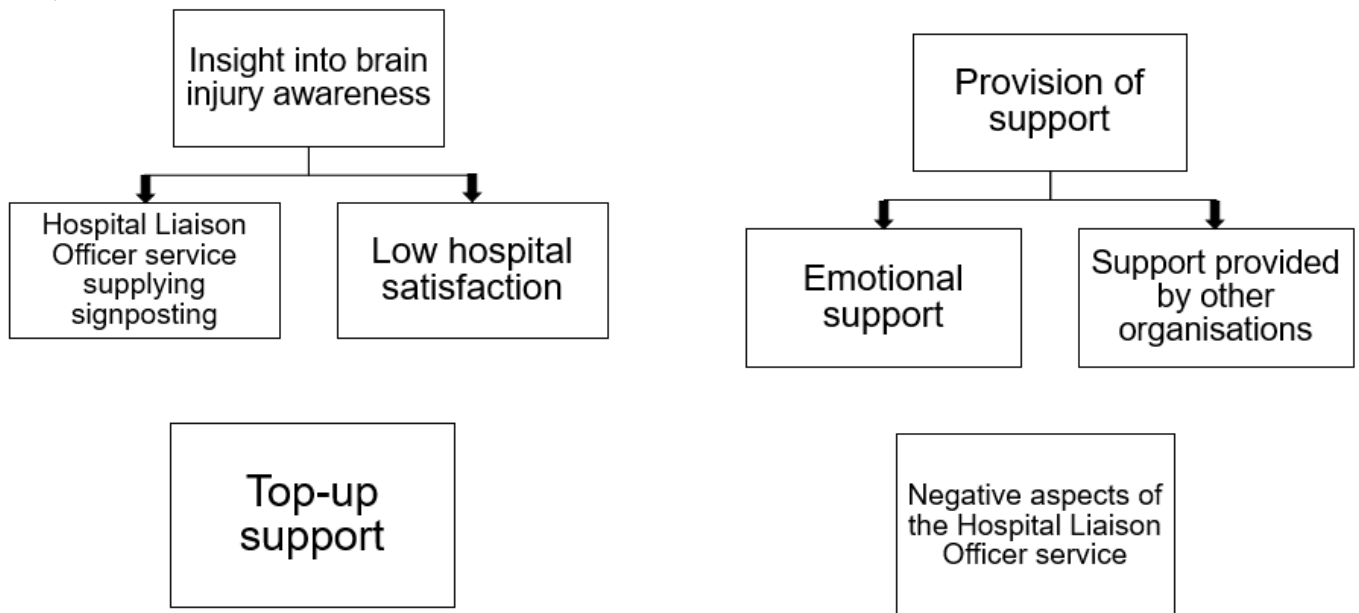 Insight into brain
injury awareness
Hospital Liaison
Officer service
supplying
signposting
Low hospital
satisfaction
Provision of
support
Emotional
support
Support provided
by other
organisations
Top-up
support
Negative aspects of
the Hospital Liaison
Officer service